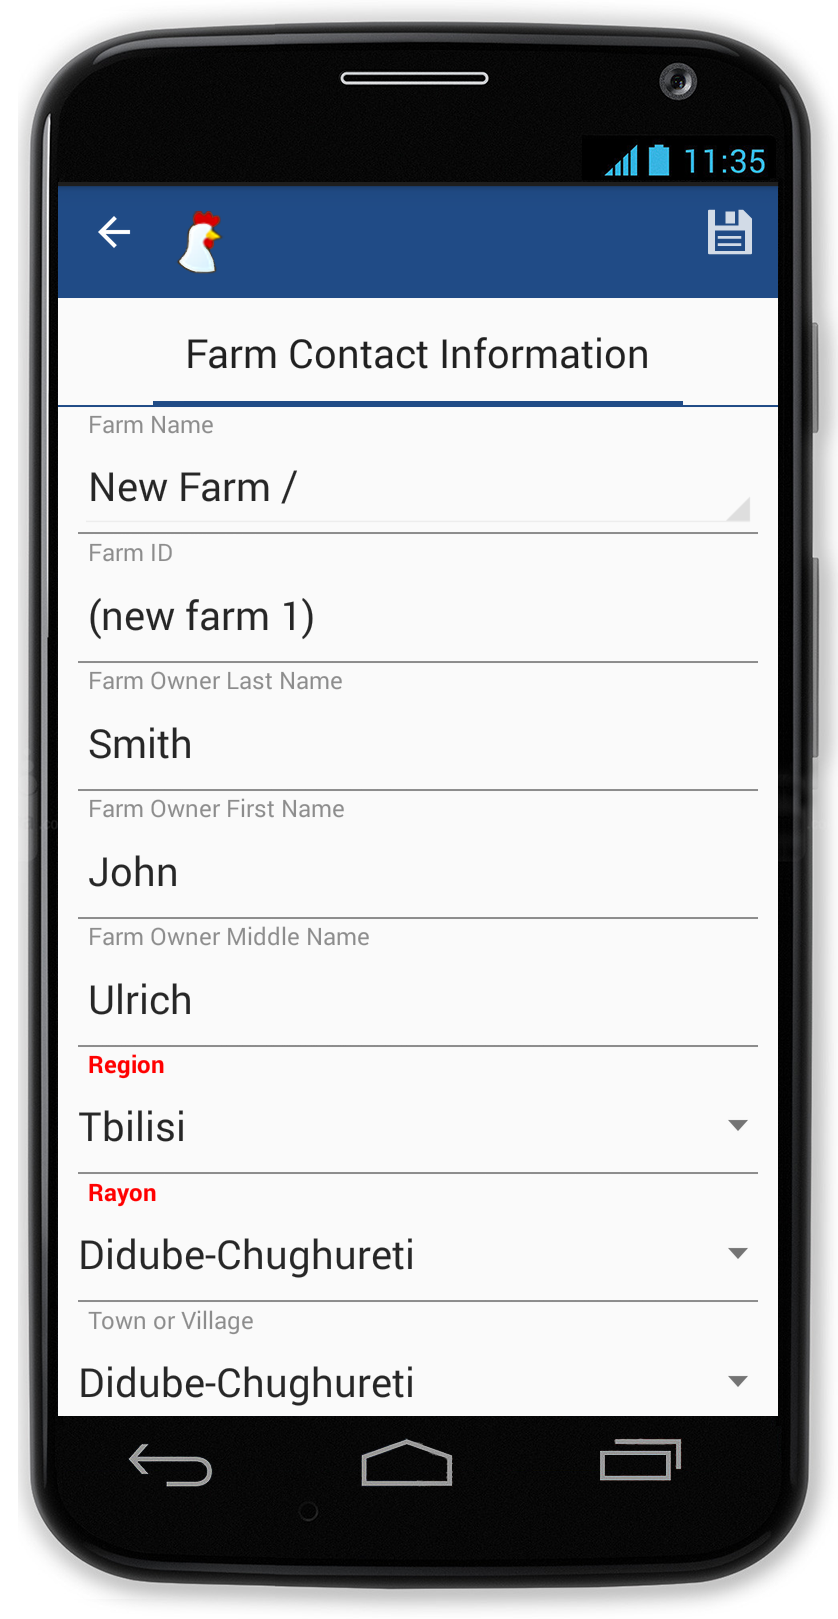 11:35
Farm Contact Information
Farm Name
New Farm /
Farm ID
(new farm 1)
Farm Owner Last Name
Smith
Farm Owner First Name
John
Farm Owner Middle Name
Ulrich
Region
Tbilisi
Rayon
Didube-Chughureti
Town or Village
Didube-Chughureti